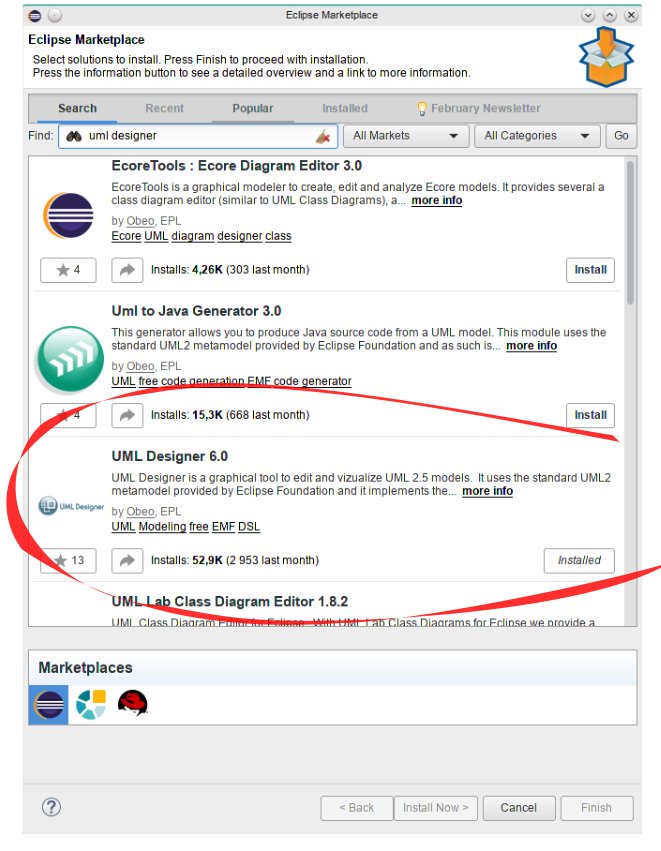 Eclipse Marketplace
Eclipse Marketplace
Select solutions to install. Press Finish to proceed with installation.
Press the information button to see a detailed overview and a link to more information.
Search Recent Popular Installed February Newsletter
Find: uml designer All Markets All Categories Go
EcoreTools : Ecore Diagram Editor 3.0
EcoreTools is a graphical modeler to create, edit and analyze Ecore models. It provides several a
class diagram editor (similar to UML Class Diagrams), a... more info
by Obeo, EPL
Ecore UML diagram designer class
4 Installs: 4,26K (303 last month) Install
Uml to Java Generator 3.0
This generator allows you to produce Java source code from a UML model. This module uses the
standard UML2 metamodel provided by Eclipse Foundation and as such is... more info
by Obeo, EPL
UML free code generation EMF code generator
4 Installs: 15,3K (668 last month) Install
UML Designer 6.0
UML Designer is a graphical tool to edit and vizualize UML 2.5 models. It uses the standard UML2
metamodel provided by Eclipse Foundation and it implements the... more info
UML Designer
by Obeo, EPL
UML Modeling free EMF DSL
13 Installs: 52,9K (2 953 last month) Installed
UML Lab Class Diagram Editor 1.8.2
UML Class Diagram Editor for Eclipse With UML Lab Class Diagrams for Eclipse we provide a
Marketplaces
? < Back Install Now > Cancel Finish